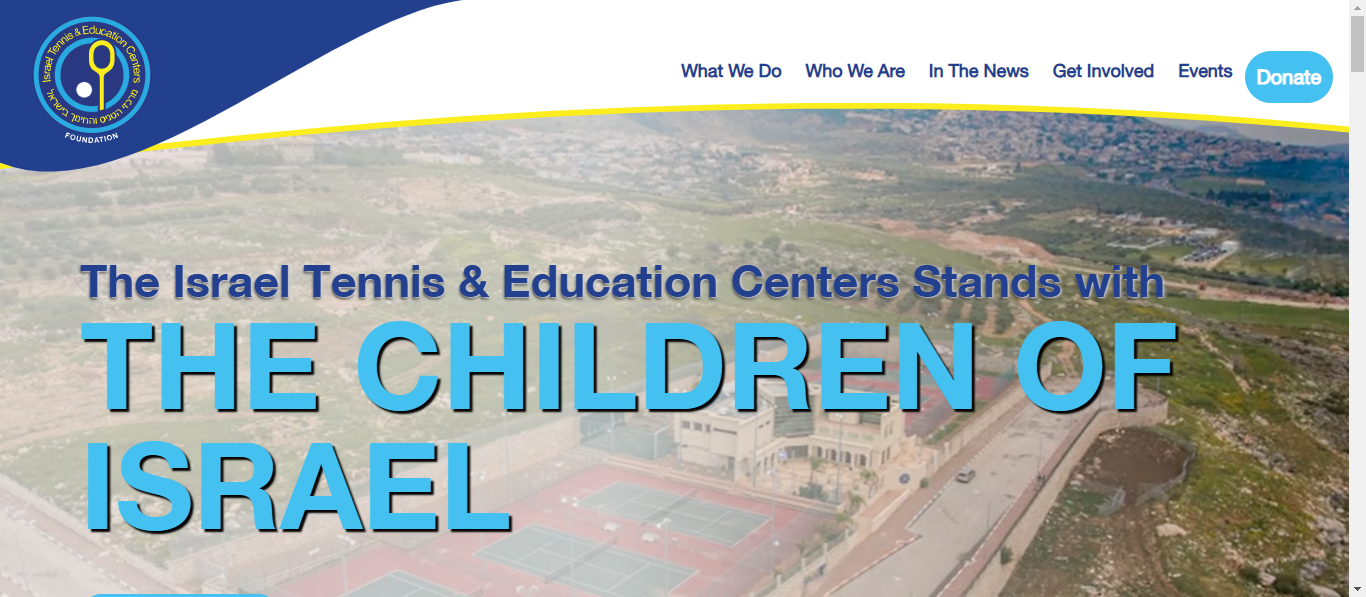 Israel Tennis & Education Centers
מרכזי הטניס והחינוך בישראל
FOUNDATION
What We Do
Who We Are
In The News
Get Involved
Events
Donate
The Israel Tennis & Education Centers Stands with
THE CHILDREN OF
ISRAEL